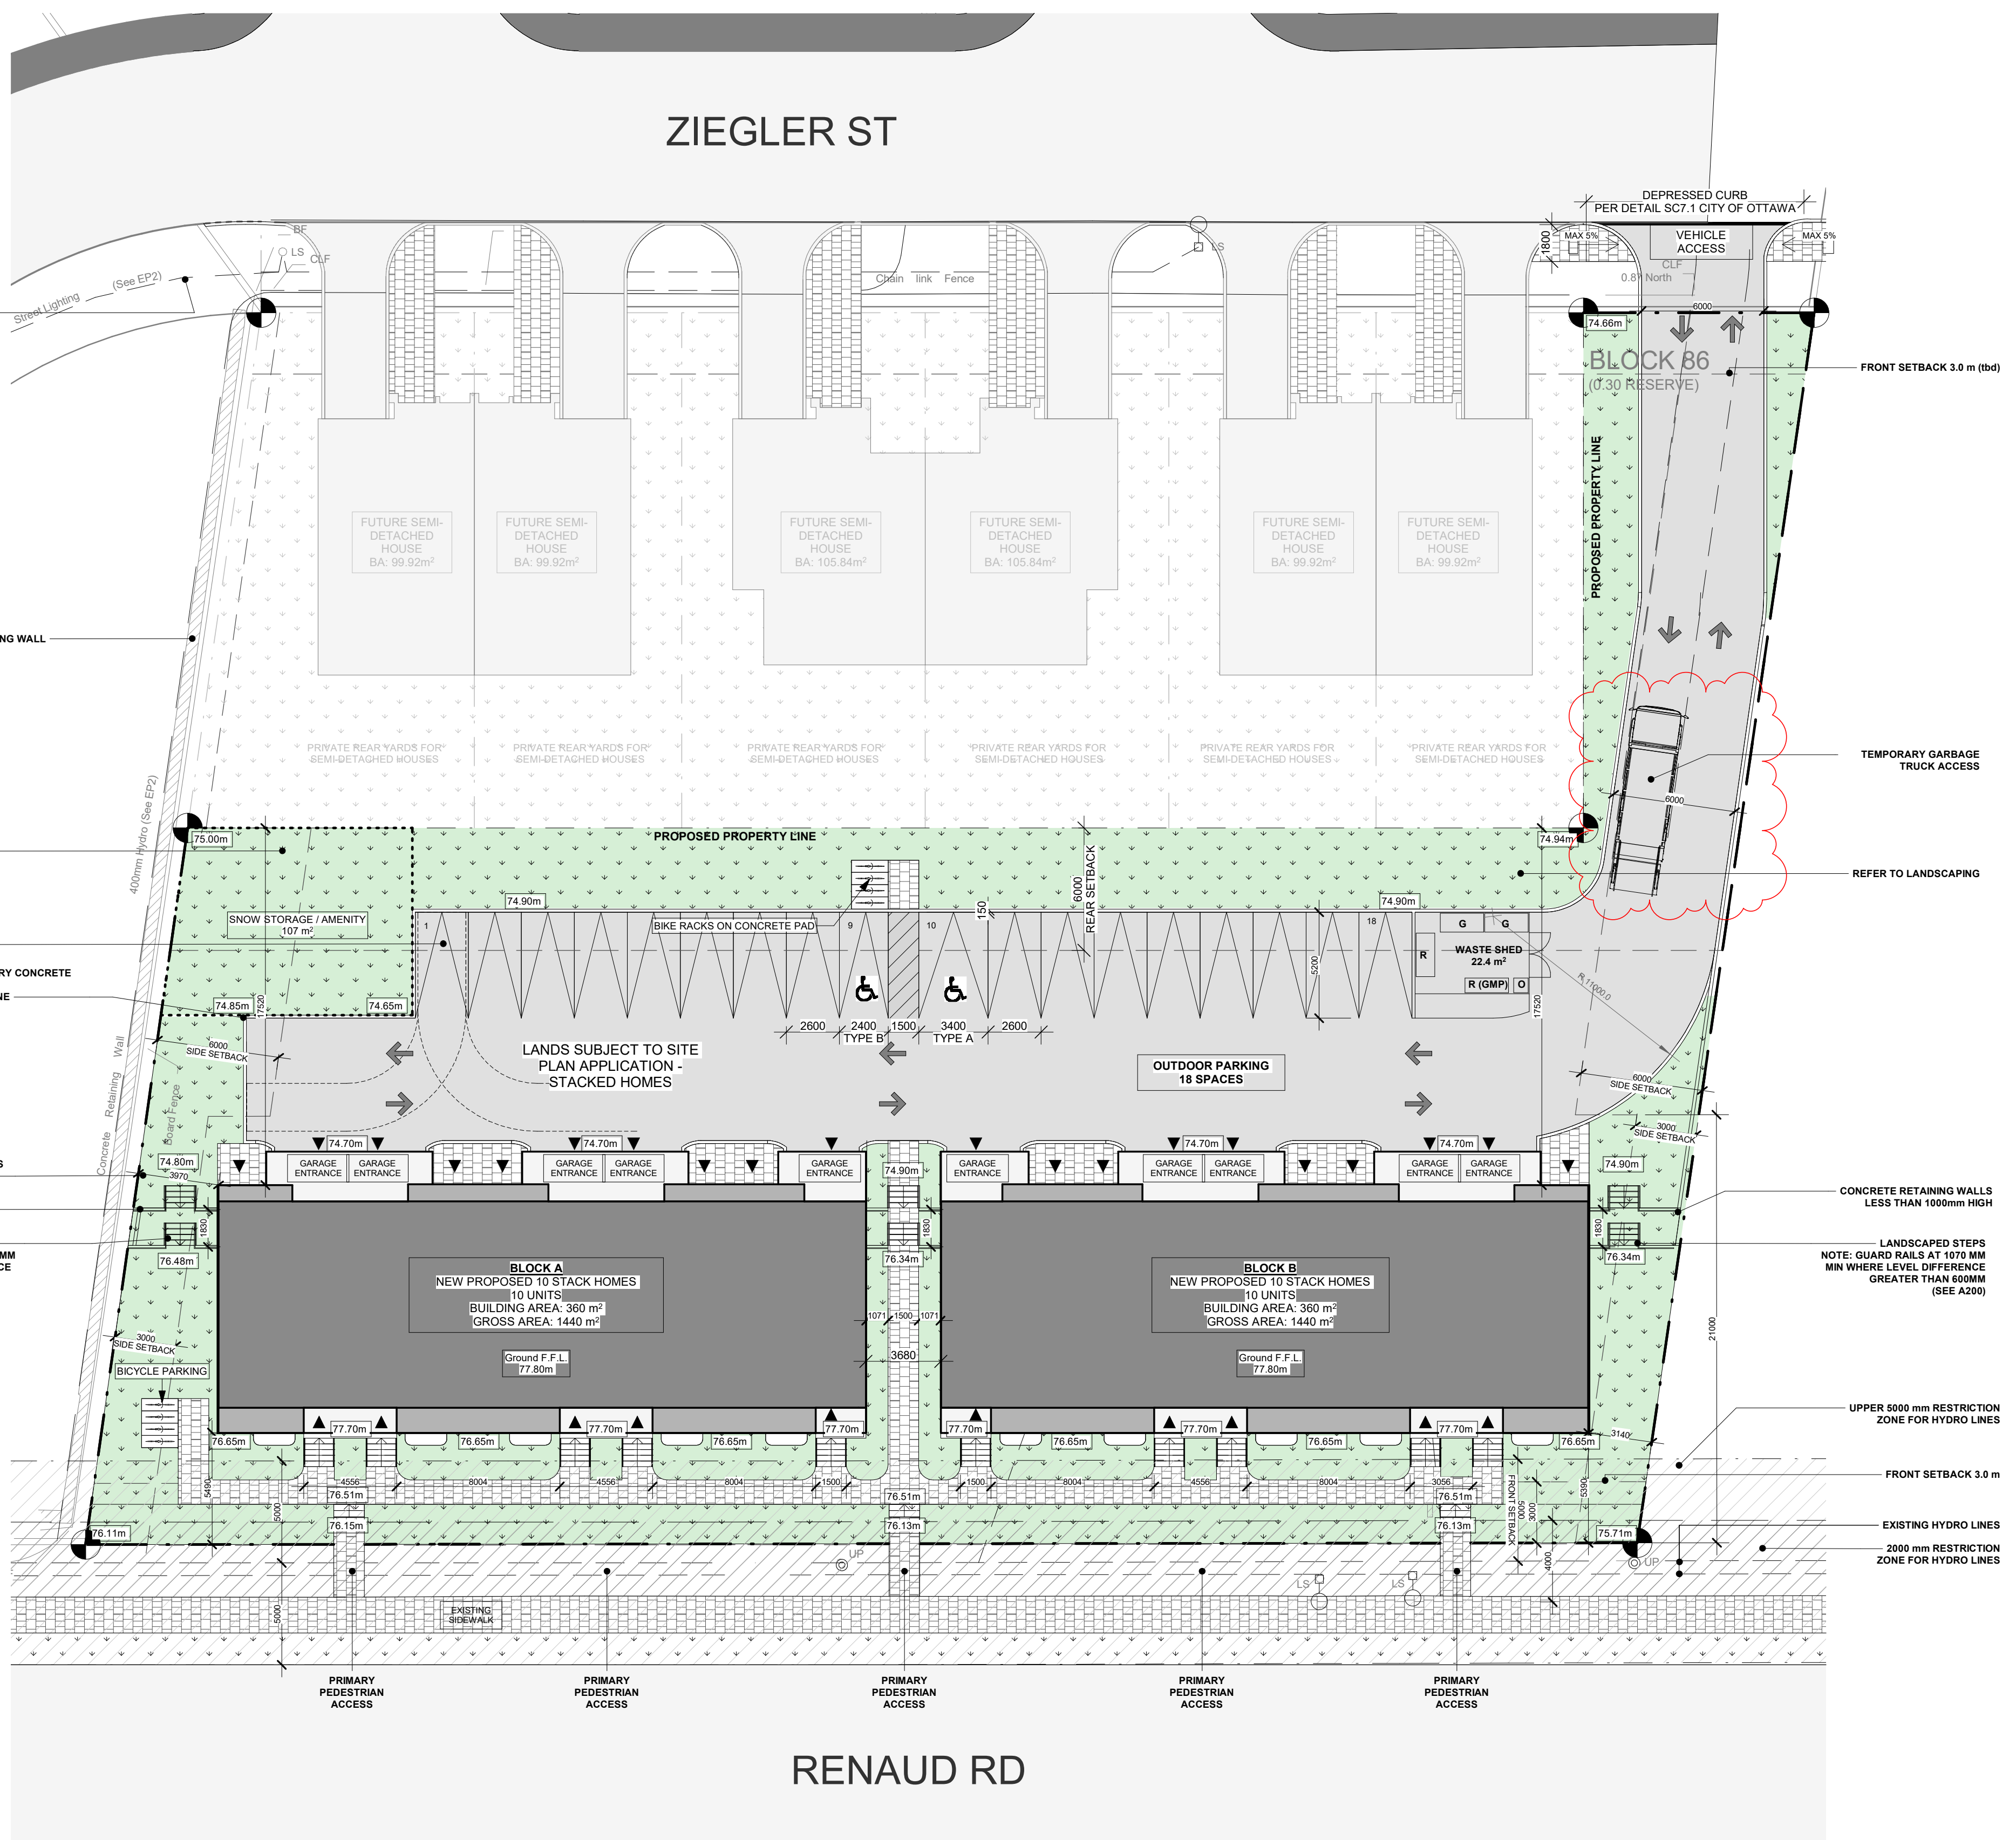 ZIEGLER ST
DEPRESSED CURB
PER DETAIL SC7.1 CITY OF OTTAWA
MAX 5%
VEHICLE
ACCESS
MAX 5%
1800
BF
LS
CLF
LS
CLF
0.8' North
(See EP2)
Street Lighting
Chain link Fence
6000
74.66m
BLOCK 86
(0.30 RESERVE)
FRONT SETBACK 3.0 m (tbd)
PROPOSED PROPERTY LINE
FUTURE SEMI-
DETACHED
HOUSE
BA: 99.92m²
FUTURE SEMI-
DETACHED
HOUSE
BA: 99.92m²
FUTURE SEMI-
DETACHED
HOUSE
BA: 105.84m²
FUTURE SEMI-
DETACHED
HOUSE
BA: 105.84m²
FUTURE SEMI-
DETACHED
HOUSE
BA: 99.92m²
FUTURE SEMI-
DETACHED
HOUSE
BA: 99.92m²
NG WALL
PRIVATE REAR YARDS FOR
SEMI-DETACHED HOUSES
PRIVATE REAR YARDS FOR
SEMI-DETACHED HOUSES
PRIVATE REAR YARDS FOR
SEMI-DETACHED HOUSES
PRIVATE REAR YARDS FOR
SEMI-DETACHED HOUSES
PRIVATE REAR YARDS FOR
SEMI-DETACHED HOUSES
PRIVATE REAR YARDS FOR
SEMI-DETACHED HOUSES
TEMPORARY GARBAGE
TRUCK ACCESS
6000
400mm Hydro (See EP2)
75.00m
PROPOSED PROPERTY LINE
74.94m
REFER TO LANDSCAPING
6000
REAR SETBACK
74.90m
150
74.90m
SNOW STORAGE / AMENITY
107 m²
1
BIKE RACKS ON CONCRETE PAD
9
10
18
G
G
R
WASTE SHED
22.4 m²
R (GMP)
O
R 11000.0
RY CONCRETE
NE
74.85m
74.65m
17520
5200
17520
2600
2400
1500
3400
2600
TYPE B
TYPE A
6000
SIDE SETBACK
LANDS SUBJECT TO SITE
PLAN APPLICATION -
STACKED HOMES
OUTDOOR PARKING
18 SPACES
6000
SIDE SETBACK
3000
SIDE SETBACK
Concrete Retaining Wall
Board Fence
S
74.80m
3970
74.70m
74.70m
74.70m
74.70m
GARAGE
ENTRANCE
GARAGE
ENTRANCE
GARAGE
ENTRANCE
GARAGE
ENTRANCE
GARAGE
ENTRANCE
GARAGE
ENTRANCE
GARAGE
ENTRANCE
GARAGE
ENTRANCE
GARAGE
ENTRANCE
GARAGE
ENTRANCE
74.90m
74.90m
CONCRETE RETAINING WALLS
LESS THAN 1000mm HIGH
1830
1830
1830
MM
CE
76.48m
76.34m
76.34m
LANDSCAPED STEPS
NOTE: GUARD RAILS AT 1070 MM
MIN WHERE LEVEL DIFFERENCE
GREATER THAN 600MM
(SEE A200)
BLOCK A
NEW PROPOSED 10 STACK HOMES
10 UNITS
BUILDING AREA: 360 m²
GROSS AREA: 1440 m²
Ground F.F.L.
77.80m
BLOCK B
NEW PROPOSED 10 STACK HOMES
10 UNITS
BUILDING AREA: 360 m²
GROSS AREA: 1440 m²
Ground F.F.L.
77.80m
1071
1500
1071
3680
21000
3000
SIDE SETBACK
BICYCLE PARKING
77.70m
77.70m
77.70m
77.70m
77.70m
77.70m
76.65m
76.65m
76.65m
76.65m
76.65m
76.65m
3140
UPPER 5000 mm RESTRICTION
ZONE FOR HYDRO LINES
5490
5000
4556
8004
4556
8004
1500
1500
8004
4556
8004
3056
FRONT SETBACK
5000
3000
5390
FRONT SETBACK 3.0 m
76.51m
76.51m
76.51m
76.11m
76.15m
76.13m
76.13m
75.71m
EXISTING HYDRO LINES
UP
UP
4000
2000 mm RESTRICTION
ZONE FOR HYDRO LINES
LS
LS
5000
EXISTING
SIDEWALK
PRIMARY
PEDESTRIAN
ACCESS
PRIMARY
PEDESTRIAN
ACCESS
PRIMARY
PEDESTRIAN
ACCESS
PRIMARY
PEDESTRIAN
ACCESS
PRIMARY
PEDESTRIAN
ACCESS
RENAUD RD